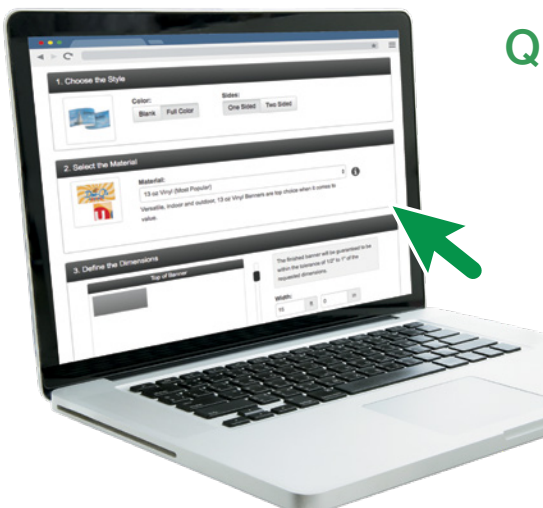 Q
1. Choose the Style
Color:
Sides:
Blank Full Color
One Sided Two Sided
2. Select the Material
Material:
13 oz Vinyl (Most Popular)
Versatile, indoor and outdoor, 13 oz Vinyl Banners are top choice when it comes to
value.
3. Define the Dimensions
Top of Banner
The finished banner will be guaranteed to be
within the tolerance of 1/2" to 1" of the
requested dimensions.
Width: